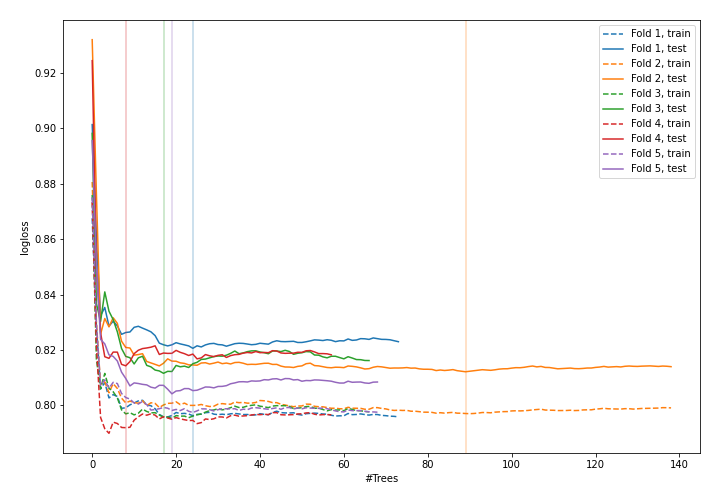 logloss
0.92
0.90
0.88
0.86
0.84
0.82
0.80
0
20
40
60
80
100
120
140
#Trees
Fold 1, train
Fold 1, test
Fold 2, train
Fold 2, test
Fold 3, train
Fold 3, test
Fold 4, train
Fold 4, test
Fold 5, train
Fold 5, test